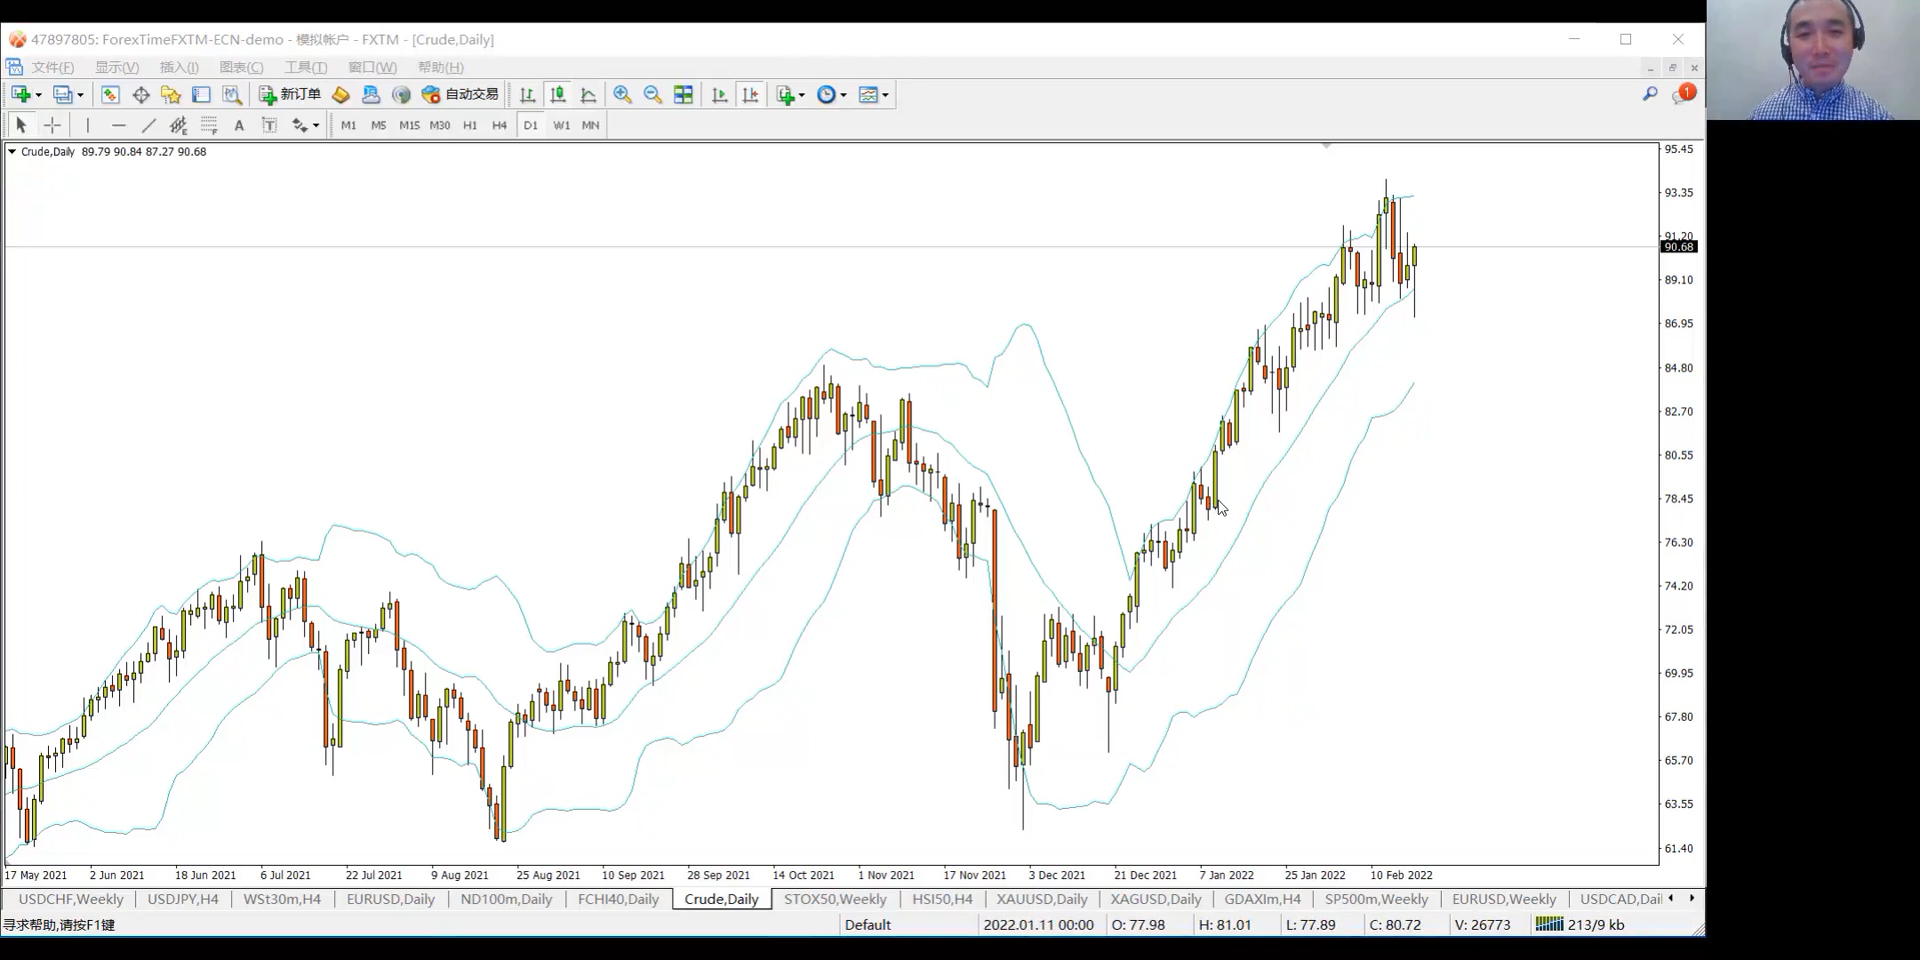 47897805: ForexTimeFXTM-ECN-demo - 模拟帐户 - FXTM - [Crude,Daily]
文件(F) 显示(V) 插入(I) 图表(C) 工具(T) 窗口(W) 帮助(H)
新订单 自动交易 1
A T M1 M5 M15 M30 H1 H4 D1 W1 MN
Crude,Daily 89.79 90.84 87.27 90.68
95.45
93.35
91.20
90.68
89.10
86.95
84.80
82.70
80.55
78.45
76.30
74.20
72.05
69.95
67.80
65.70
63.55
61.40
17 May 2021 2 Jun 2021 18 Jun 2021 6 Jul 2021 22 Jul 2021 9 Aug 2021 25 Aug 2021 10 Sep 2021 28 Sep 2021 14 Oct 2021 1 Nov 2021 17 Nov 2021 3 Dec 2021 21 Dec 2021 7 Jan 2022 25 Jan 2022 10 Feb 2022
USDCHF,Weekly USDJPY,H4 WSt30m,H4 EURUSD,Daily ND100m,Daily FCHI40,Daily Crude,Daily STOX50,Weekly HSI50,H4 XAUUSD,Daily XAGUSD,Daily GDAXIm,H4 SP500m,Weekly EURUSD,Weekly USDCAD,Dail
寻求帮助,请按F1键 Default 2022.01.11 00:00 O: 77.98 H: 81.01 L: 77.89 C: 80.72 V: 26773 213/9 kb